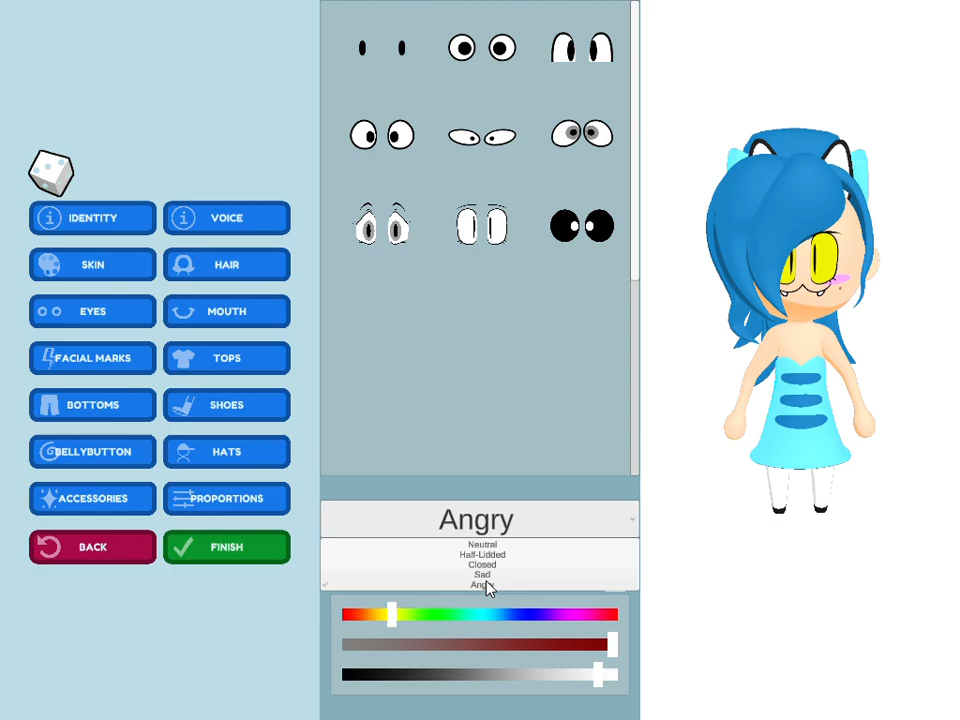 IDENTITY
VOICE
SKIN
HAIR
EYES
MOUTH
FACIAL MARKS
TOPS
BOTTOMS
SHOES
BELLYBUTTON
HATS
ACCESSORIES
PROPORTIONS
BACK
FINISH
Angry
Neutral
Half-Lidded
Closed
Sad
Angry